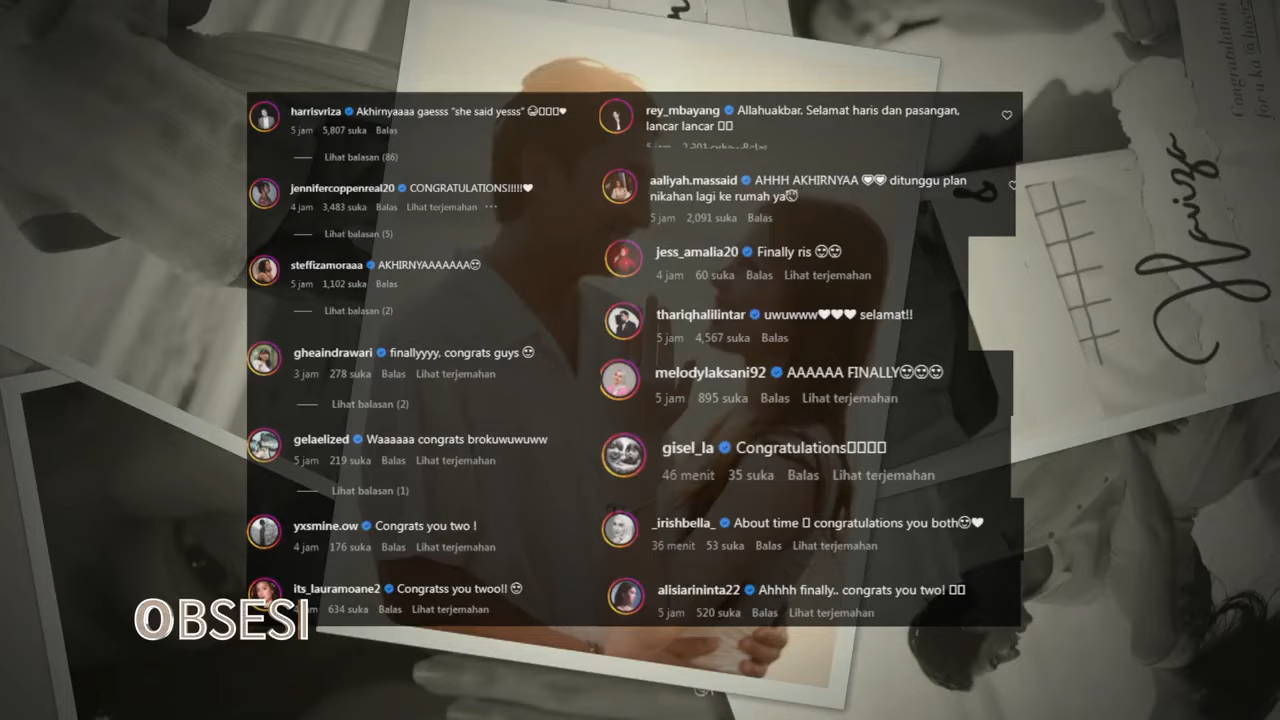 harrisvriza Akhirnyaaaa gaesss "she said yesss"
5 jam 5,807 suka Balas
Lihat balasan (86)
jennifercoppenreal20 CONGRATULATIONS!!!!!
4 jam 3,483 suka Balas Lihat terjemahan ...
Lihat balasan (5)
steffizamoraaa AKHIRNYAAAAAAA
5 jam 1,102 suka Balas
Lihat balasan (2)
gheaindrawari finallyyyy, congrats guys
3 jam 278 suka Balas Lihat terjemahan
Lihat balasan (2)
gelaelized Waaaaaa congrats brokuwuwuww
5 jam 219 suka Balas Lihat terjemahan
Lihat balasan (1)
yxsmine.ow Congrats you two !
4 jam 176 suka Balas Lihat terjemahan
its_lauramoane2 Congratss you twoo!!
jam 634 suka Balas Lihat terjemahan
rey_mbayang Allahuakbar, Selamat haris dan pasangan,
lancar lancar
aaliyah.massaid AHHH AKHIRNYAA ditunggu plan
nikahan lagi ke rumah ya
5 jam 2,091 suka Balas
jess_amalia20 Finally ris
4 jam 60 suka Balas Lihat terjemahan
thariqhalilintar uwuwww selamat!!
5 jam 4,567 suka Balas
melodylaksani92 AAAAAA FINALLY
5 jam 895 suka Balas Lihat terjemahan
gisel_la Congratulations
46 menit 35 suka Balas Lihat terjemahan
_irishbella_ About time congratulations you both
36 menit 53 suka Balas Lihat terjemahan
alisiarininta22 Ahhhh finally.. congrats you two!
5 jam 520 suka Balas Lihat terjemahan
OBSESI
Congratulation
Haviza